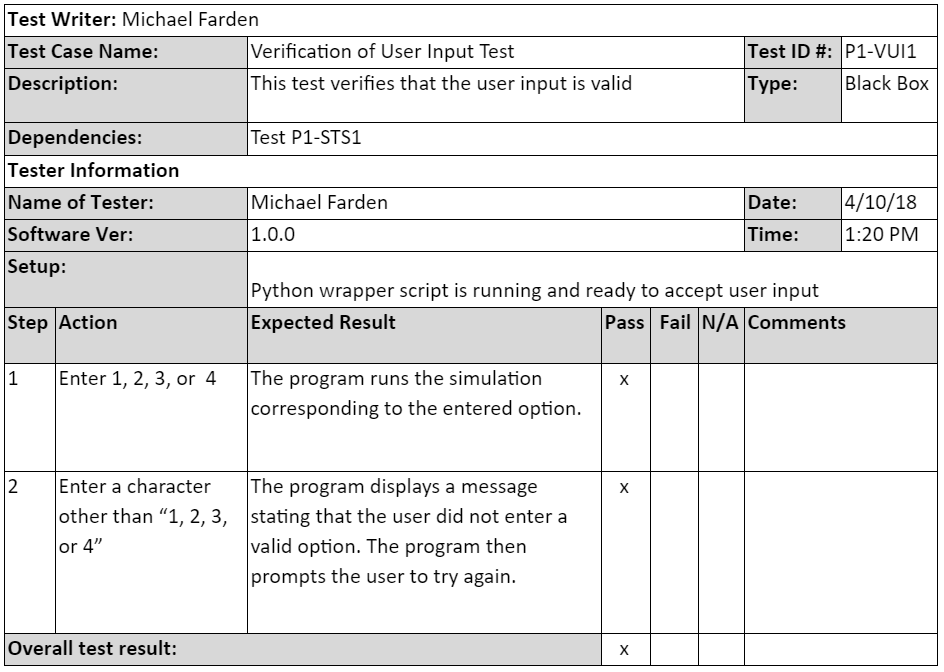 Test Writer: Michael Farden
Test Case Name: Verification of User Input Test Test ID #: P1-VUI1
Description: This test verifies that the user input is valid Type: Black Box
Dependencies: Test P1-STS1
Tester Information
Name of Tester: Michael Farden Date: 4/10/18
Software Ver: 1.0.0 Time: 1:20 PM
Setup:
Python wrapper script is running and ready to accept user input
Step Action Expected Result Pass Fail N/A Comments
1 Enter 1, 2, 3, or 4 The program runs the simulation x
corresponding to the entered option.
2 Enter a character The program displays a message x
other than “1, 2, 3, stating that the user did not enter a
or 4” valid option. The program then
prompts the user to try again.
Overall test result: x